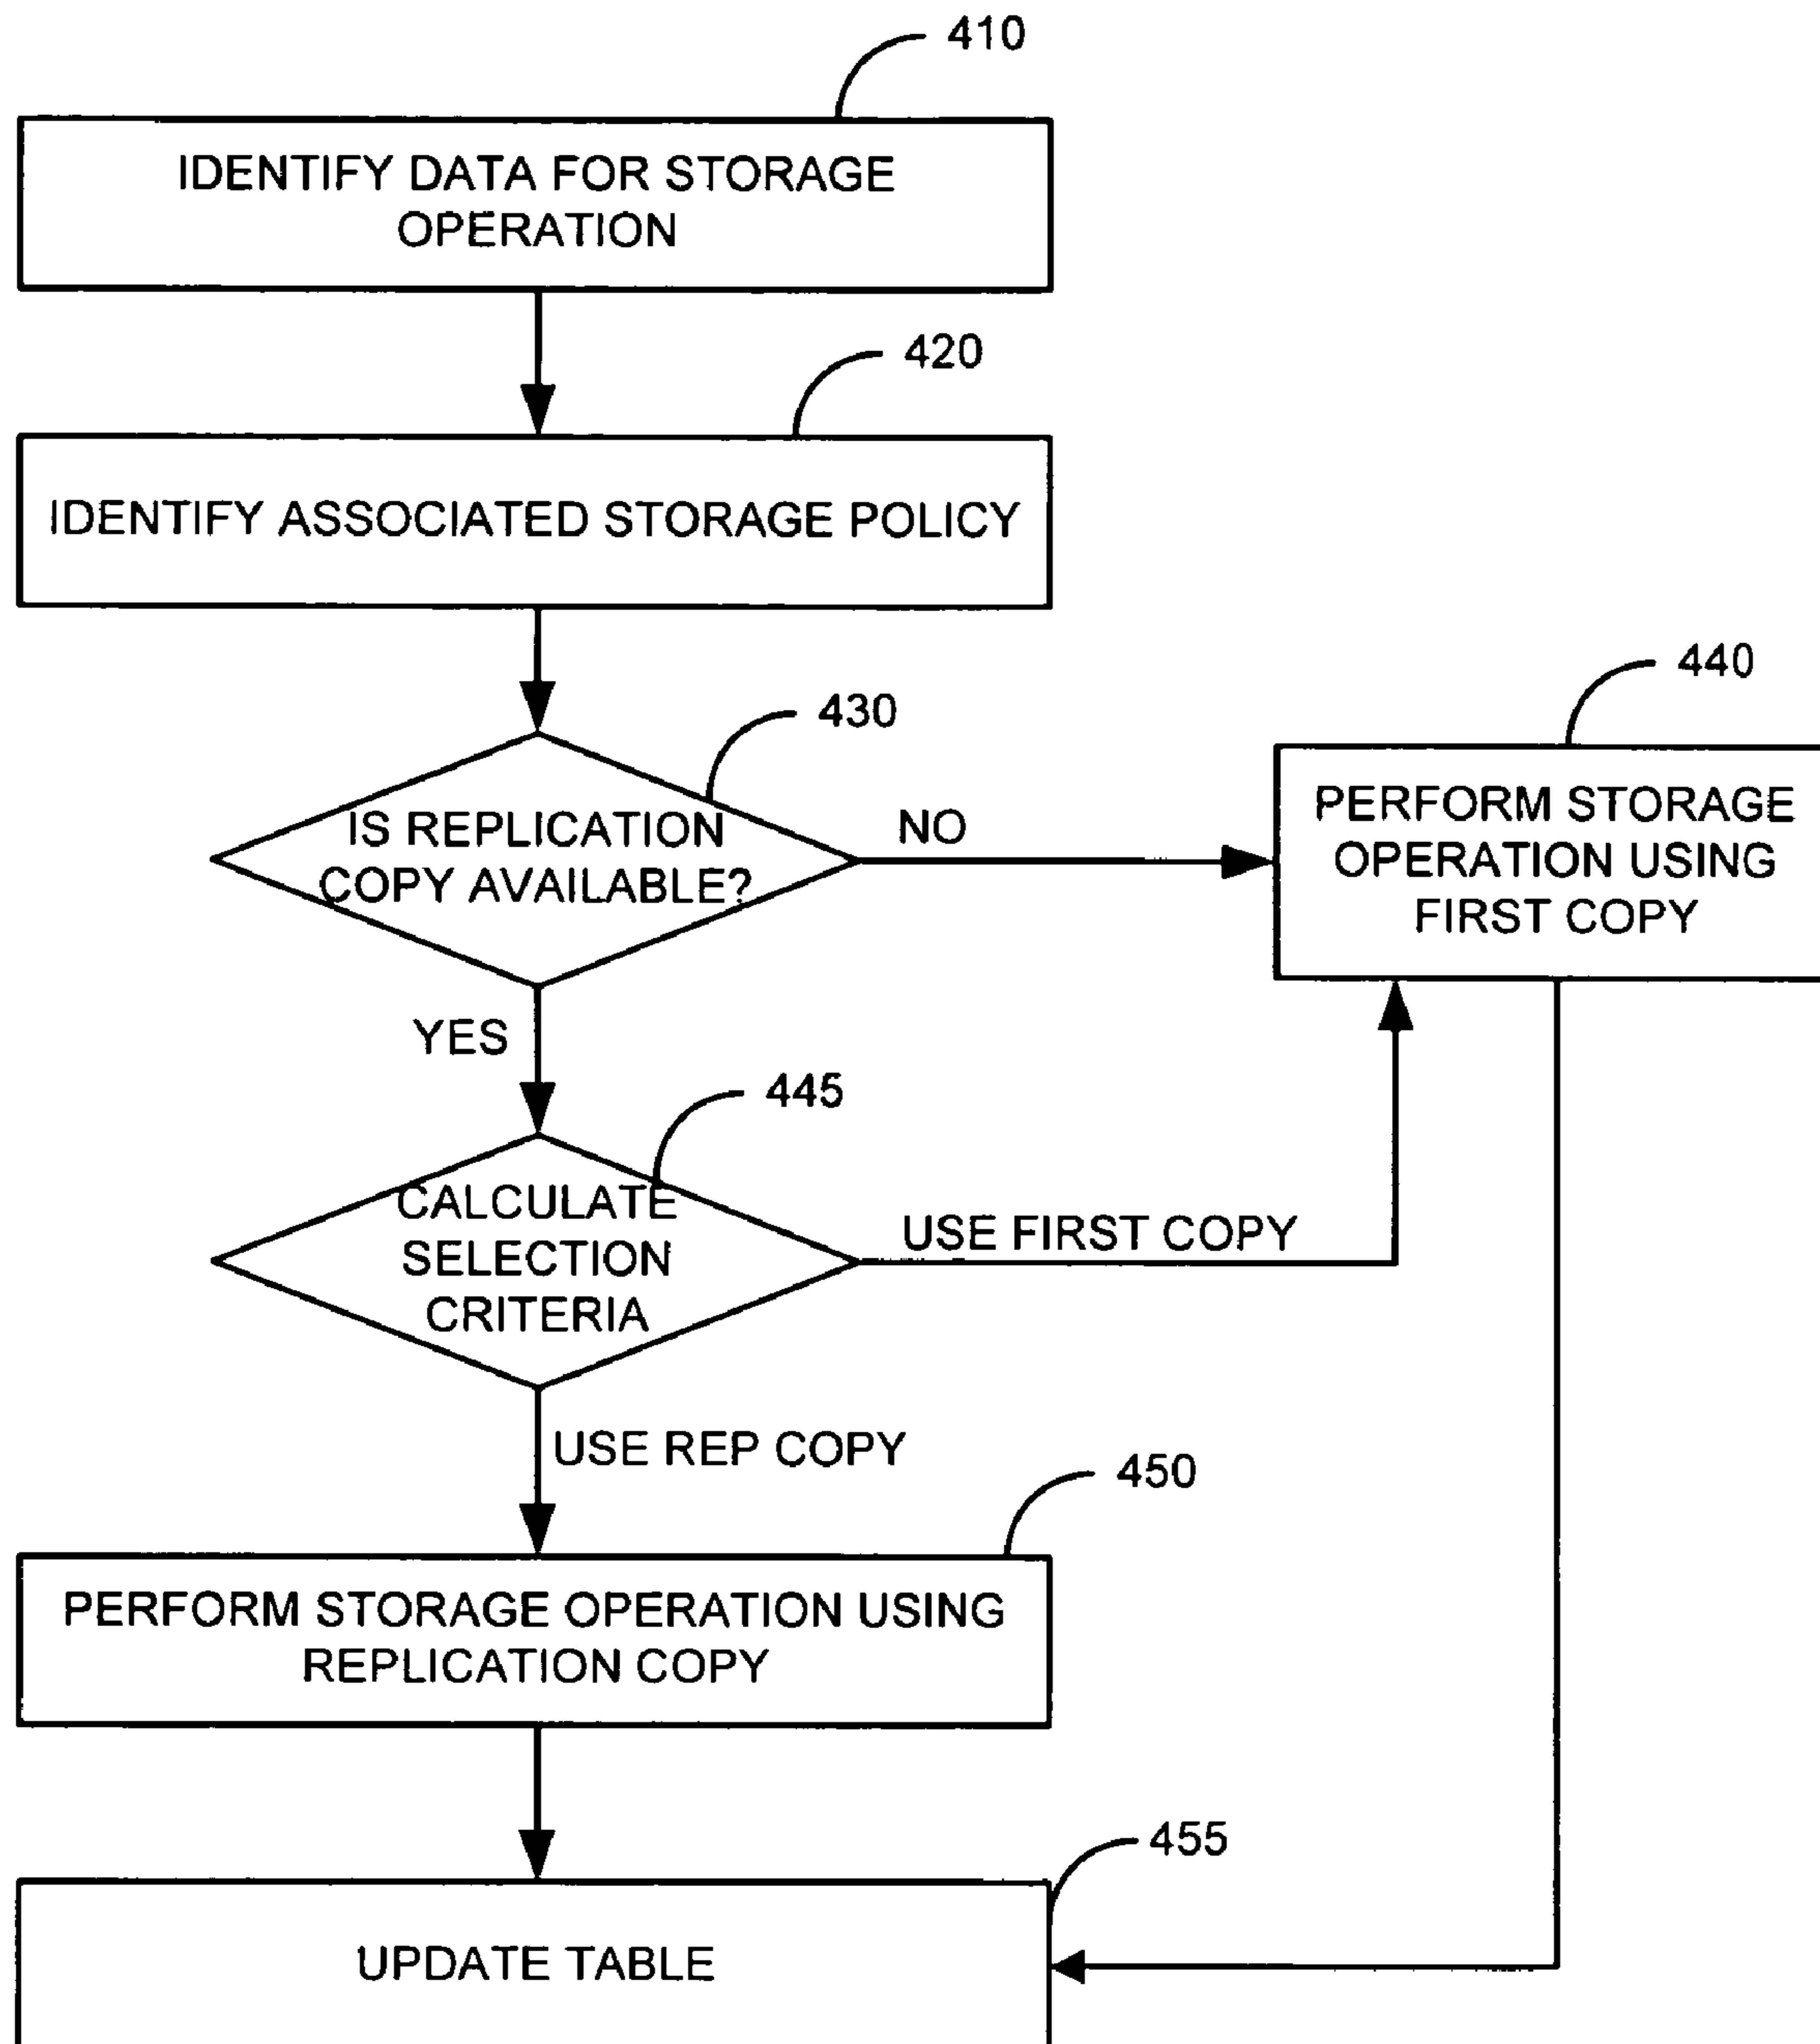 410
IDENTIFY DATA FOR STORAGE
OPERATION
420
IDENTIFY ASSOCIATED STORAGE POLICY
430
IS REPLICATION
COPY AVAILABLE?
NO
440
PERFORM STORAGE
OPERATION USING
FIRST COPY
YES
445
CALCULATE
SELECTION
CRITERIA
USE FIRST COPY
USE REP COPY
450
PERFORM STORAGE OPERATION USING
REPLICATION COPY
455
UPDATE TABLE